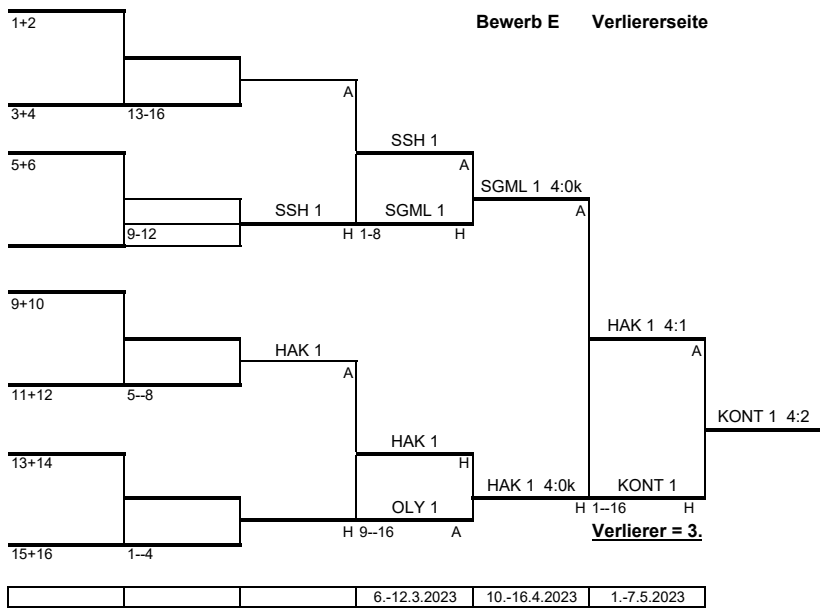 Bewerb E Verliererseite
1+2
A
3+4 13-16
SSH 1
5+6 A
SGML 1 4:0k
SSH 1 SGML 1 A
9-12 H 1-8 H
9+10
HAK 1 4:1
HAK 1 A
A
11+12 5--8
KONT 1 4:2
HAK 1
13+14 H
HAK 1 4:0k KONT 1
OLY 1 H 1--16 H
H 9--16 A Verlierer = 3.
15+16 1--4
6.-12.3.2023 10.-16.4.2023 1.-7.5.2023